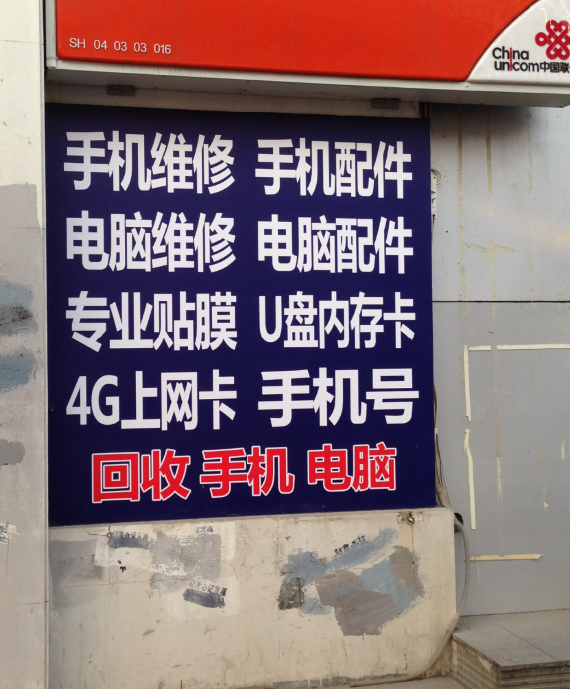 SH 04 03 03 016
China
unicom中国联
手机维修 手机配件
电脑维修 电脑配件
专业贴膜 U盘内存卡
4G上网卡 手机号
回收 手机 电脑